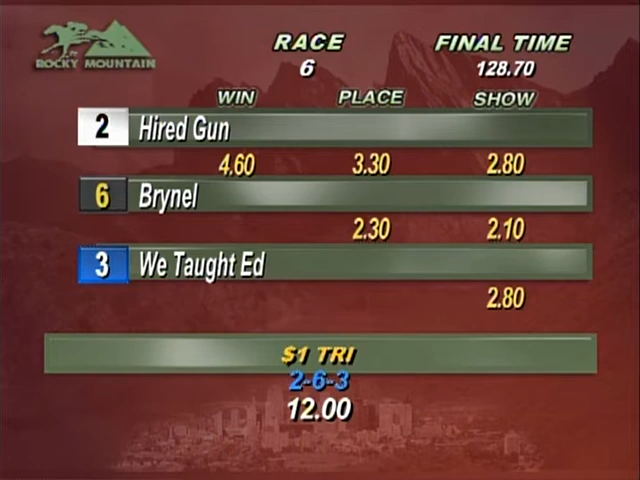 ROCKY MOUNTAIN
RACE
6
FINAL TIME
128.70
WIN PLACE SHOW
2 Hired Gun
4.60 3.30 2.80
6 Brynel
2.30 2.10
3 We Taught Ed
2.80
$1 TRI
2-6-3
12.00